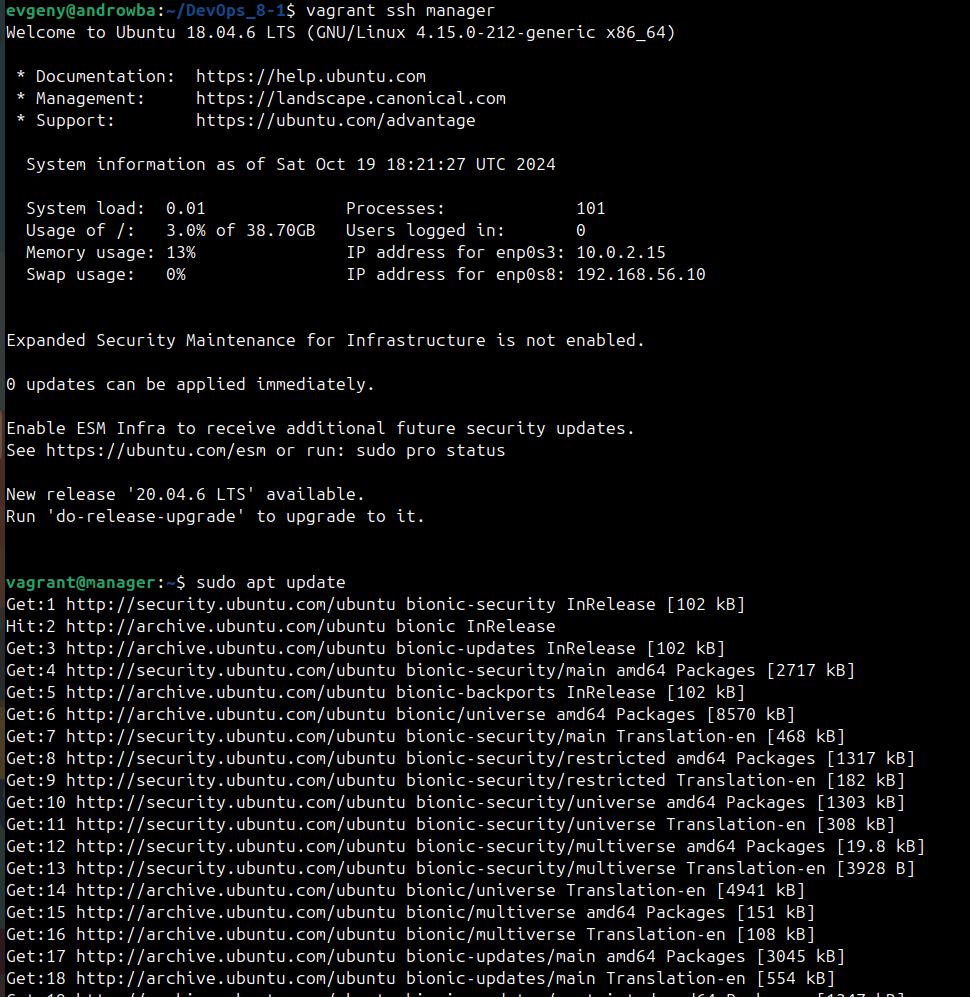 evgeny@androwba:~/DevOps_8-1$ vagrant ssh manager
Welcome to Ubuntu 18.04.6 LTS (GNU/Linux 4.15.0-212-generic x86_64)
* Documentation: https://help.ubuntu.com
* Management: https://landscape.canonical.com
* Support: https://ubuntu.com/advantage
System information as of Sat Oct 19 18:21:27 UTC 2024
System load: 0.01 Processes: 101
Usage of /: 3.0% of 38.70GB Users logged in: 0
Memory usage: 13% IP address for enp0s3: 10.0.2.15
Swap usage: 0% IP address for enp0s8: 192.168.56.10
Expanded Security Maintenance for Infrastructure is not enabled.
0 updates can be applied immediately.
Enable ESM Infra to receive additional future security updates.
See https://ubuntu.com/esm or run: sudo pro status
New release '20.04.6 LTS' available.
Run 'do-release-upgrade' to upgrade to it.
vagrant@manager:~$ sudo apt update
Get:1 http://security.ubuntu.com/ubuntu bionic-security InRelease [102 kB]
Hit:2 http://archive.ubuntu.com/ubuntu bionic InRelease
Get:3 http://archive.ubuntu.com/ubuntu bionic-updates InRelease [102 kB]
Get:4 http://security.ubuntu.com/ubuntu bionic-security/main amd64 Packages [2717 kB]
Get:5 http://archive.ubuntu.com/ubuntu bionic-backports InRelease [102 kB]
Get:6 http://archive.ubuntu.com/ubuntu bionic/universe amd64 Packages [8570 kB]
Get:7 http://security.ubuntu.com/ubuntu bionic-security/main Translation-en [468 kB]
Get:8 http://security.ubuntu.com/ubuntu bionic-security/restricted amd64 Packages [1317 kB]
Get:9 http://security.ubuntu.com/ubuntu bionic-security/restricted Translation-en [182 kB]
Get:10 http://security.ubuntu.com/ubuntu bionic-security/universe amd64 Packages [1303 kB]
Get:11 http://security.ubuntu.com/ubuntu bionic-security/universe Translation-en [308 kB]
Get:12 http://security.ubuntu.com/ubuntu bionic-security/multiverse amd64 Packages [19.8 kB]
Get:13 http://security.ubuntu.com/ubuntu bionic-security/multiverse Translation-en [3928 B]
Get:14 http://archive.ubuntu.com/ubuntu bionic/universe Translation-en [4941 kB]
Get:15 http://archive.ubuntu.com/ubuntu bionic/multiverse amd64 Packages [151 kB]
Get:16 http://archive.ubuntu.com/ubuntu bionic/multiverse Translation-en [108 kB]
Get:17 http://archive.ubuntu.com/ubuntu bionic-updates/main amd64 Packages [3045 kB]
Get:18 http://archive.ubuntu.com/ubuntu bionic-updates/main Translation-en [554 kB]